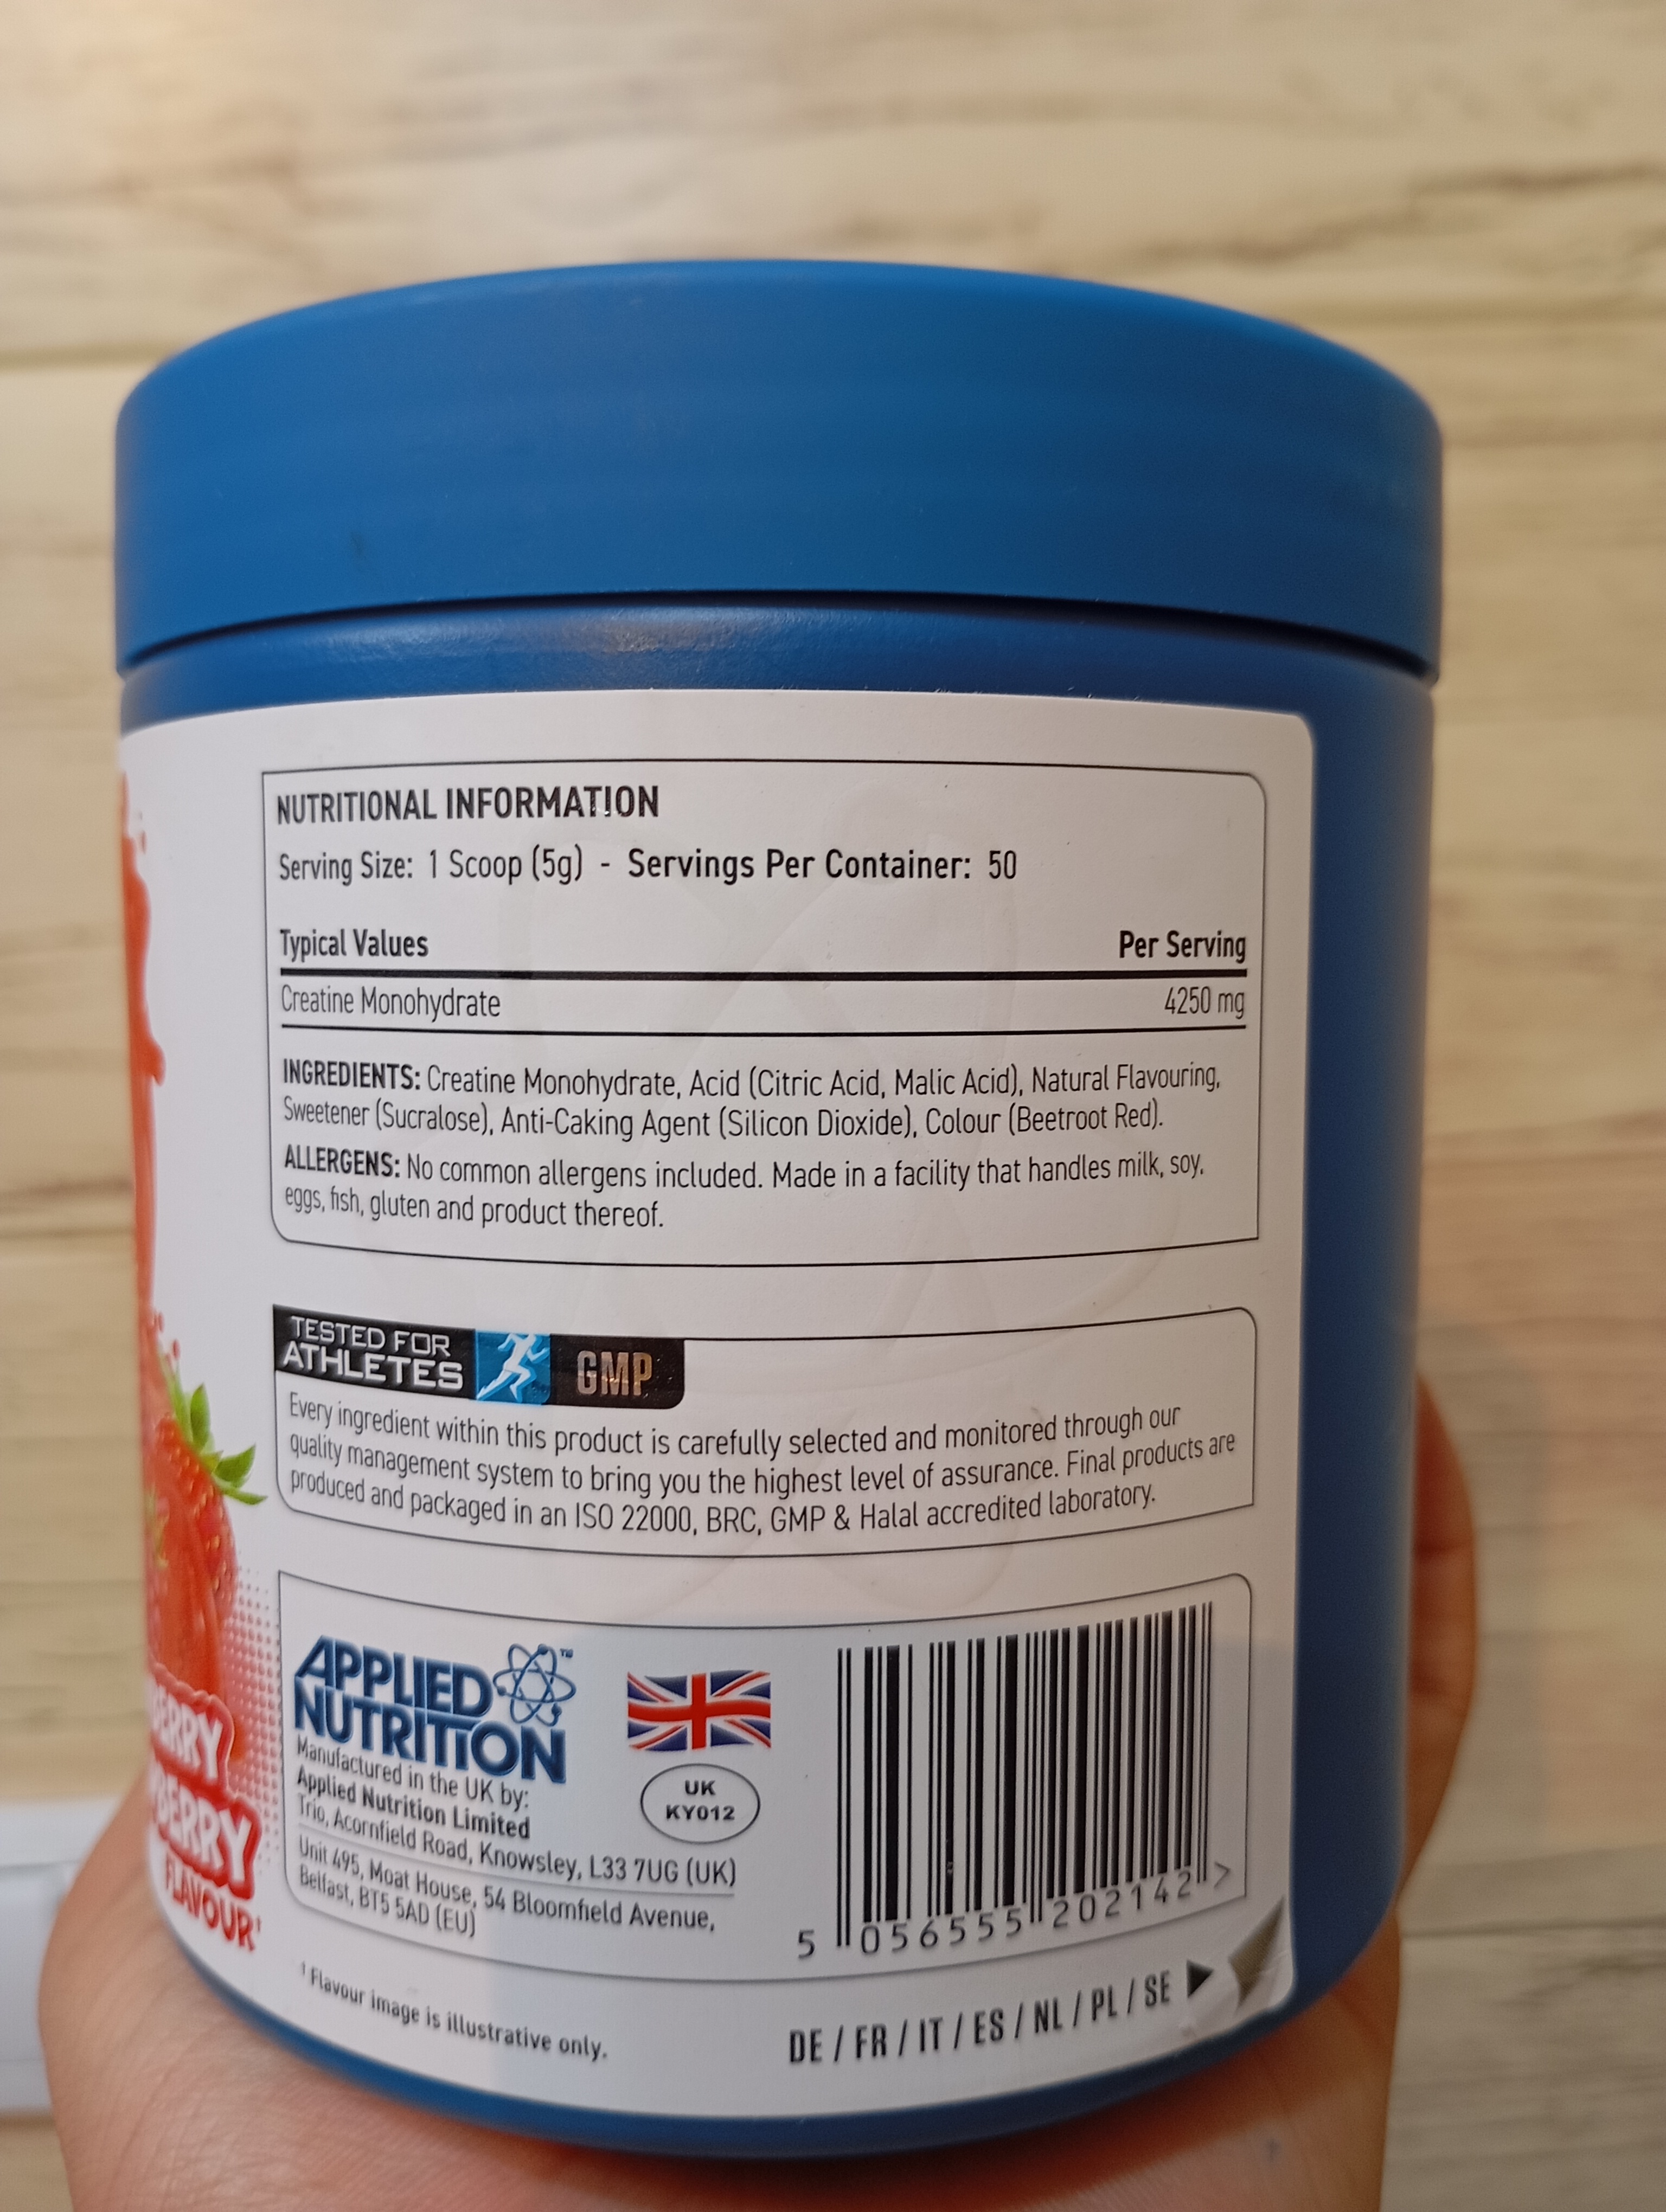 NUTRITIONAL INFORMATION
Serving Size: 1 Scoop (5g) - Servings Per Container: 50
Typical Values Per Serving
Creatine Monohydrate 4250 mg
INGREDIENTS: Creatine Monohydrate, Acid (Citric Acid, Malic Acid), Natural Flavouring,
Sweetener (Sucralose), Anti-Caking Agent (Silicon Dioxide), Colour (Beetroot Red).
ALLERGENS: No common allergens included. Made in a facility that handles milk, soy,
eggs, fish, gluten and product thereof.
TESTED FOR
ATHLETES
GMP
Every ingredient within this product is carefully selected and monitored through our
quality management system to bring you the highest level of assurance. Final products are
produced and packaged in an ISO 22000, BRC, GMP & Halal accredited laboratory.
APPLIED
NUTRITION
™
Manufactured in the UK by:
Applied Nutrition Limited
Trio, Acornfield Road, Knowsley, L33 7UG (UK)
Unit 495, Moat House, 54 Bloomfield Avenue,
Belfast, BT5 5AD (EU)
UK
KY012
5 056555 202142 >
¹ Flavour image is illustrative only.
DE / FR / IT / ES / NL / PL / SE
BERRY
BERRY
FLAVOUR¹